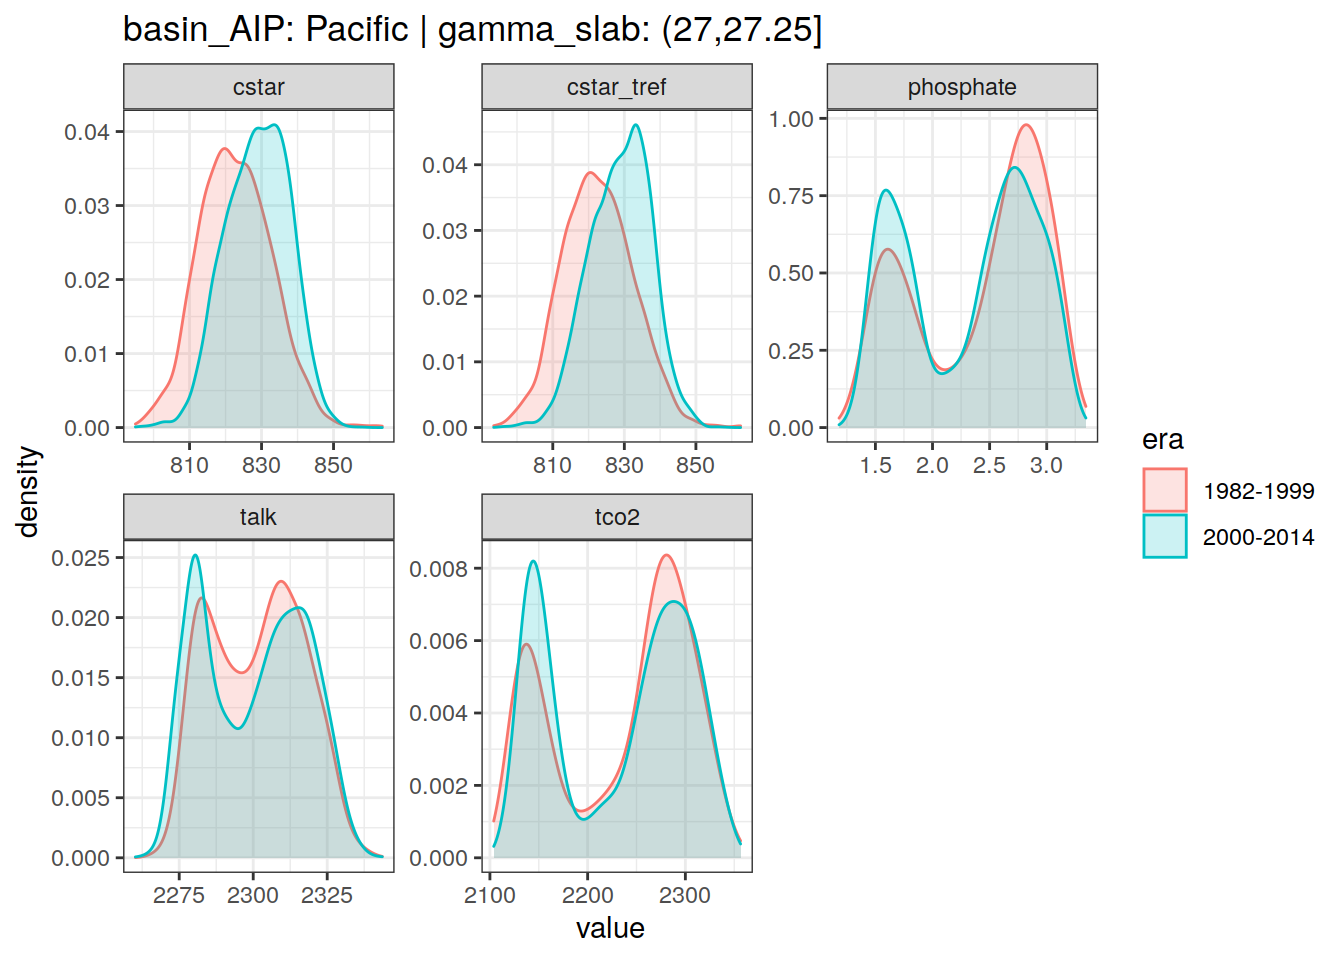 basin_AIP: Pacific | gamma_slab: (27,27.25]
cstar
cstar_tref
phosphate
0.04
0.03
0.02
0.01
0.00
810 830 850
0.04
0.03
0.02
0.01
0.00
810 830 850
1.00
0.75
0.50
0.25
0.00
1.5 2.0 2.5 3.0
talk
tco2
0.025
0.020
0.015
0.010
0.005
0.000
2275 2300 2325
0.008
0.006
0.004
0.002
0.000
2100 2200 2300
density
value
era
1982-1999
2000-2014